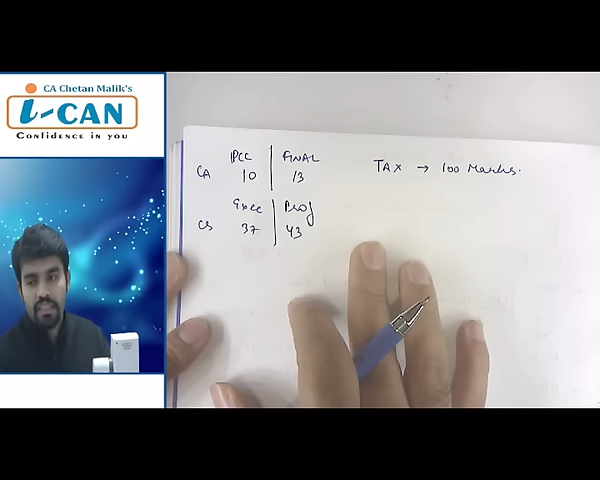 CA Chetan Malik's
i-CAN
Confidence in you
IPCC | FINAL
CA 10 | 13
TAX → 100 Marks.
Exec | Prof
CS 37 | 43